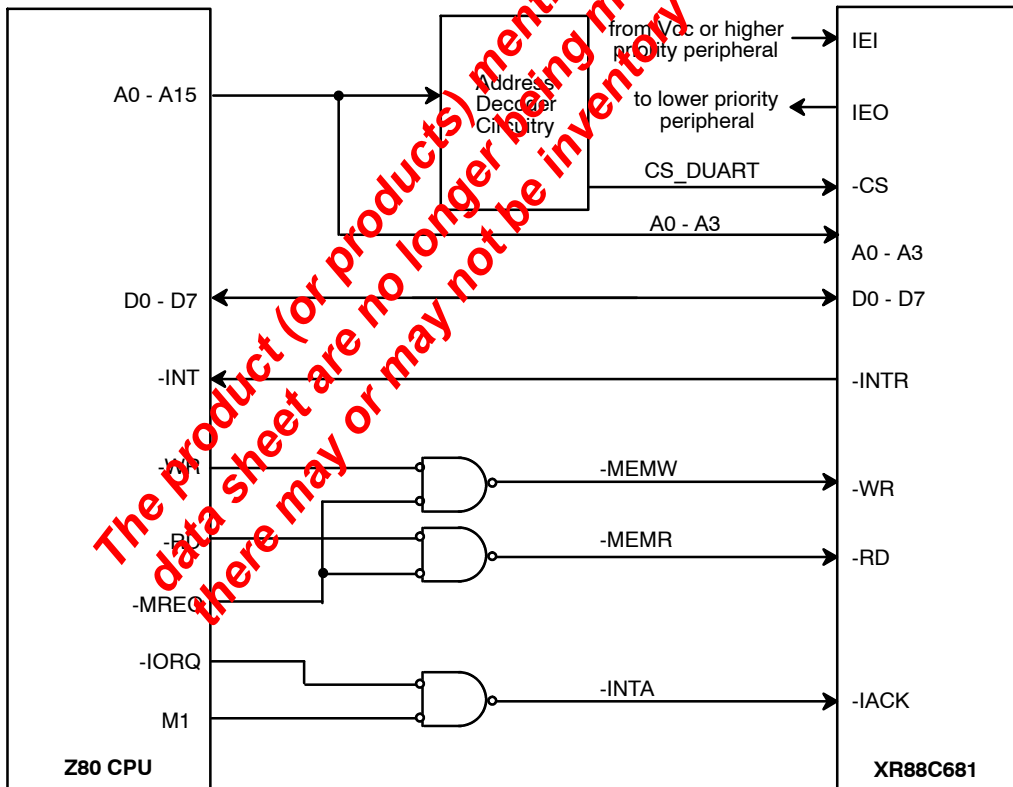 from Vcc or higher
priority peripheral
IEI
A0 - A15
Address
Decoder
Circuitry
to lower priority
peripheral
IEO
CS_DUART
-CS
A0 - A3
A0 - A3
D0 - D7
D0 - D7
-INT
-INTR
-WR
-MEMW
-WR
-RD
-MEMR
-RD
-MREQ
-IORQ
-INTA
-IACK
M1
Z80 CPU
XR88C681
The product (or products)
data sheet are no longer being
there may or may not be inventory